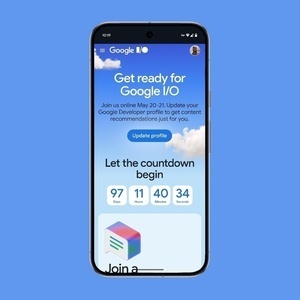 Google I/O
Get ready for
Google I/O
Join us online May 20-21. Update your
Google Developer profile to get content
recommendations just for you.
Update profile
Let the countdown
begin
97 11 40 34
Days Hours Minutes Seconds
Join a